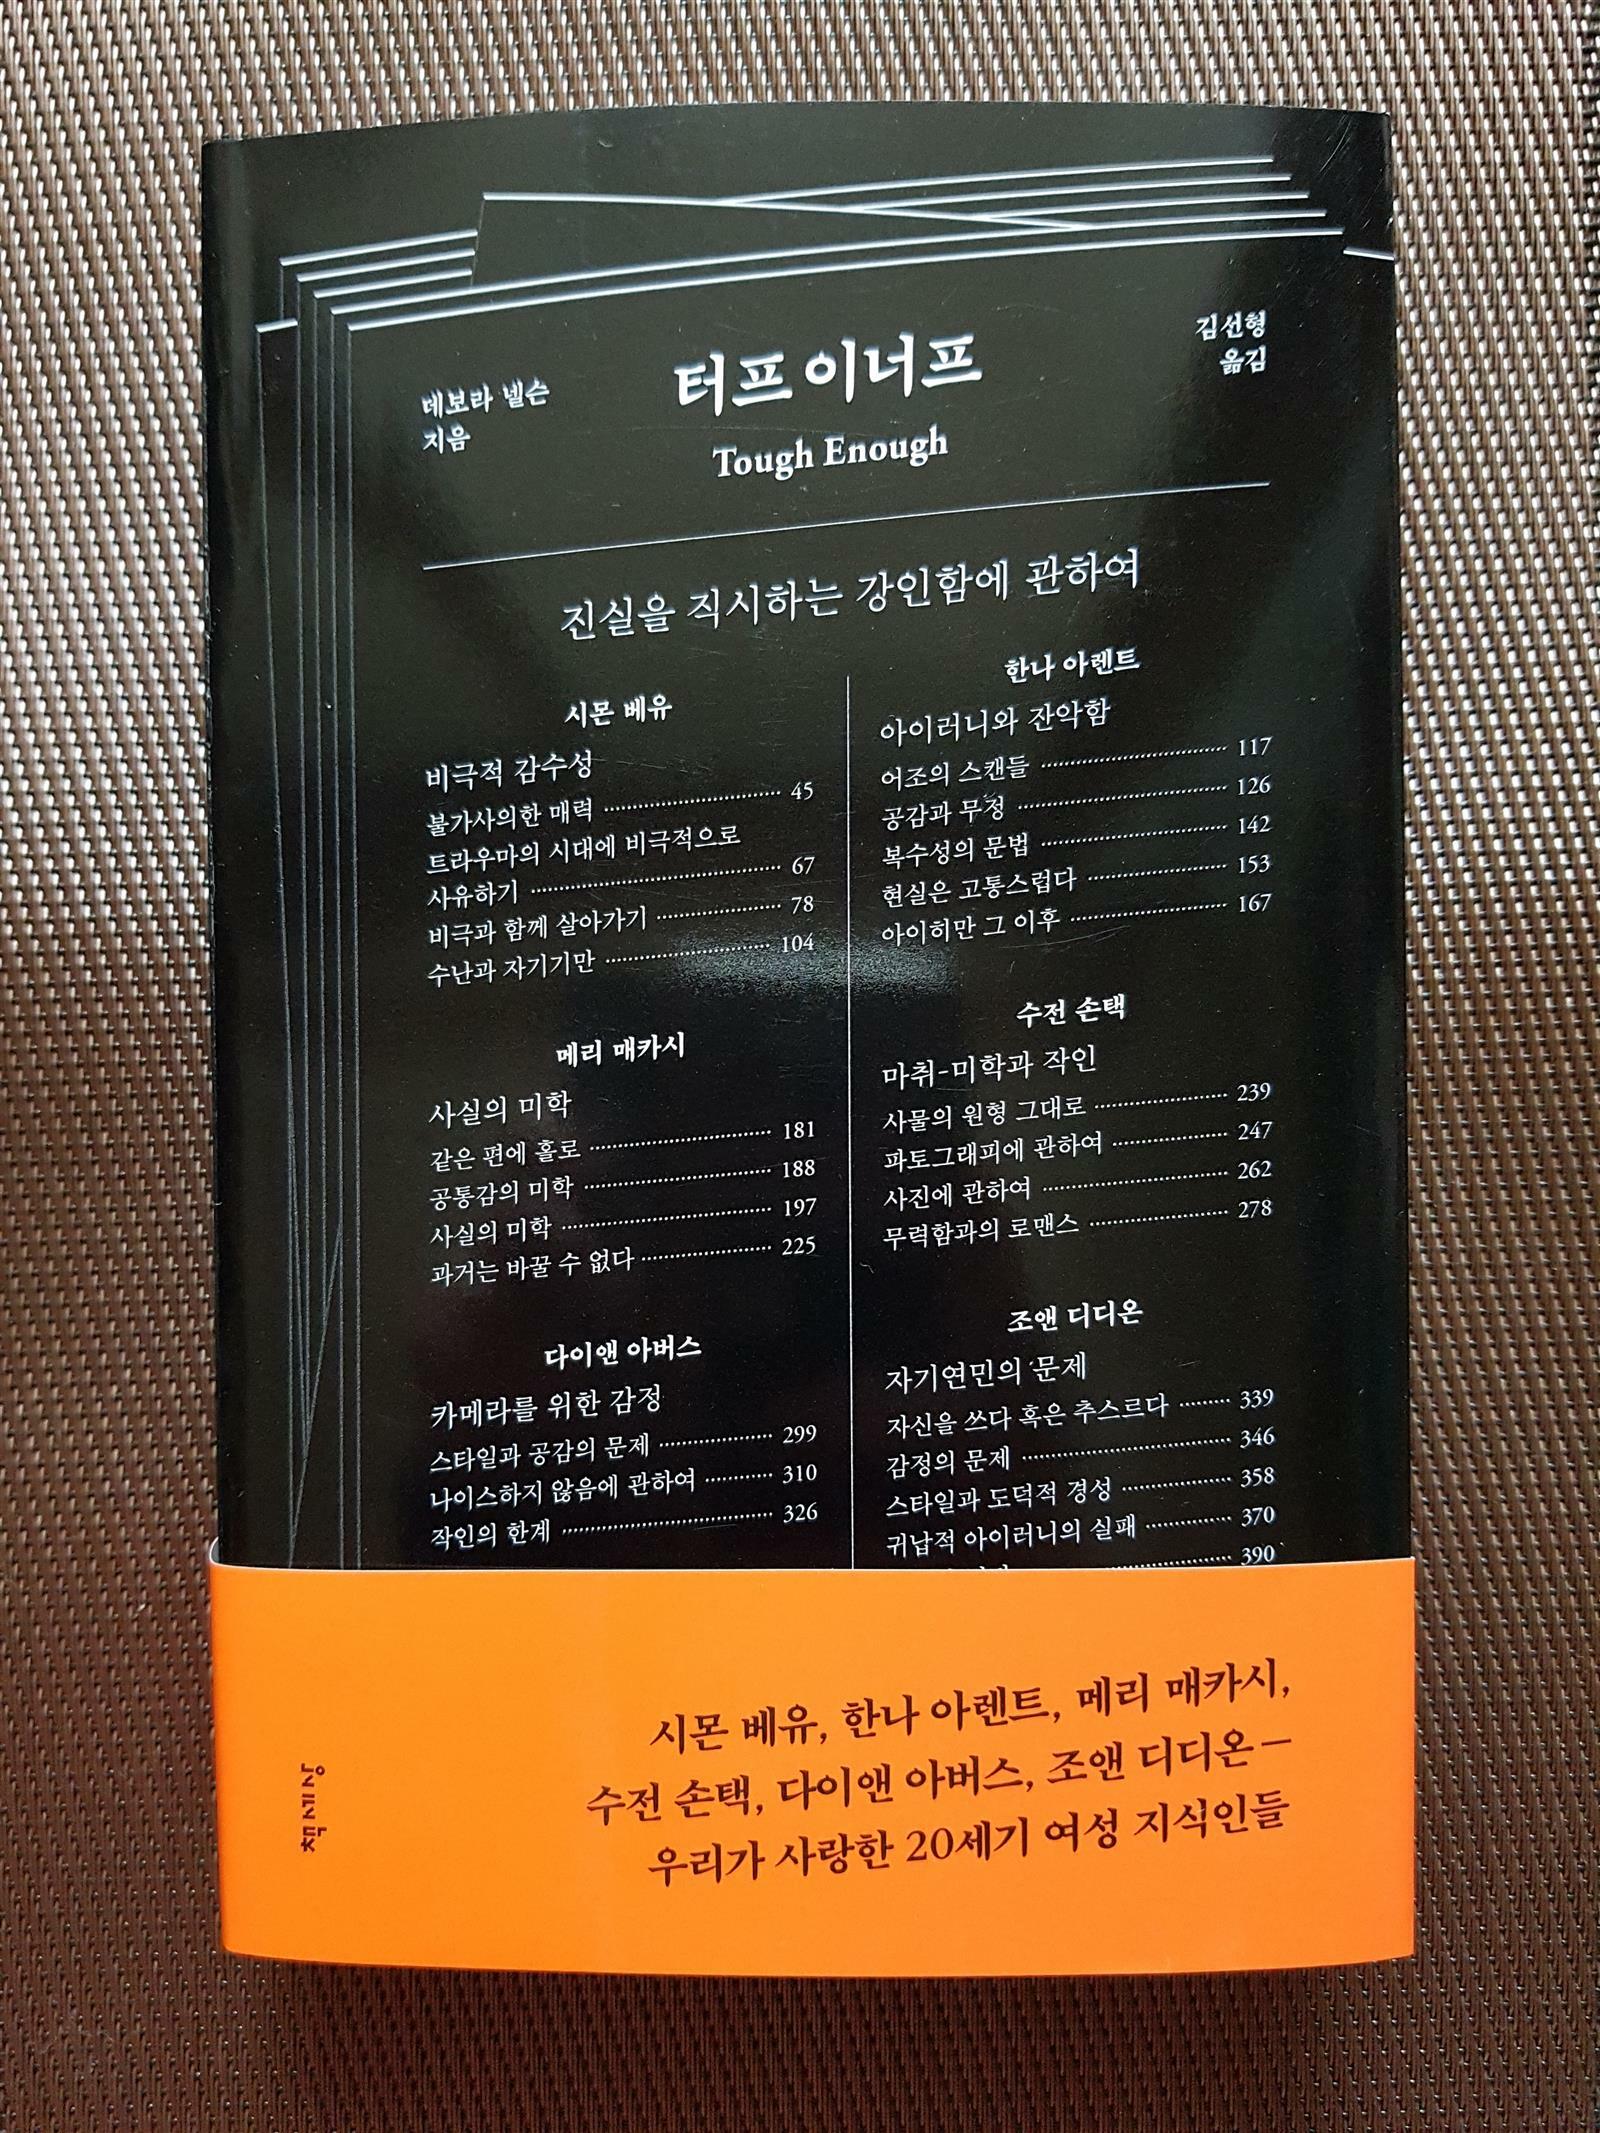 데보라 넬슨
지음
터프 이너프
Tough Enough
김선형
옮김
진실을 직시하는 강인함에 관하여
시몬 베유
비극적 감수성
불가사의한 매력 45
트라우마의 시대에 비극적으로
사유하기 67
비극과 함께 살아가기 78
수난과 자기기만 104
메리 매카시
사실의 미학
같은 편에 홀로 181
공통감의 미학 188
사실의 미학 197
과거는 바꿀 수 없다 225
다이앤 아버스
카메라를 위한 감정
스타일과 공감의 문제 299
나이스하지 않음에 관하여 310
작인의 한계 326
한나 아렌트
아이러니와 잔악함
어조의 스캔들 117
공감과 무정 126
복수성의 문법 142
현실은 고통스럽다 153
아이히만 그 이후 167
수전 손택
마취-미학과 작인
사물의 원형 그대로 239
파토그래피에 관하여 247
사진에 관하여 262
무력함과의 로맨스 278
조앤 디디온
자기연민의 문제
자신을 쓰다 혹은 추스르다 339
감정의 문제 346
스타일과 도덕적 경성 358
귀납적 아이러니의 실패 370
390
시몬 베유, 한나 아렌트, 메리 매카시,
수전 손택, 다이앤 아버스, 조앤 디디온—
우리가 사랑한 20세기 여성 지식인들
책세상